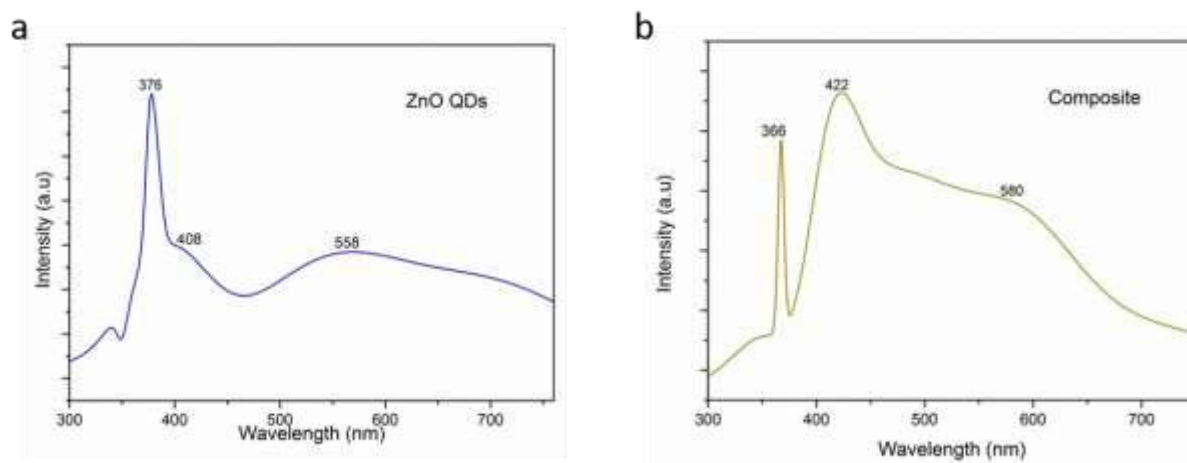 a
376
ZnO QDs
408
558
Intensity (a.u)
300 400 500 600 700
Wavelength (nm)
b
422
Composite
366
580
Intensity (a.u)
300 400 500 600 700
Wavelength (nm)